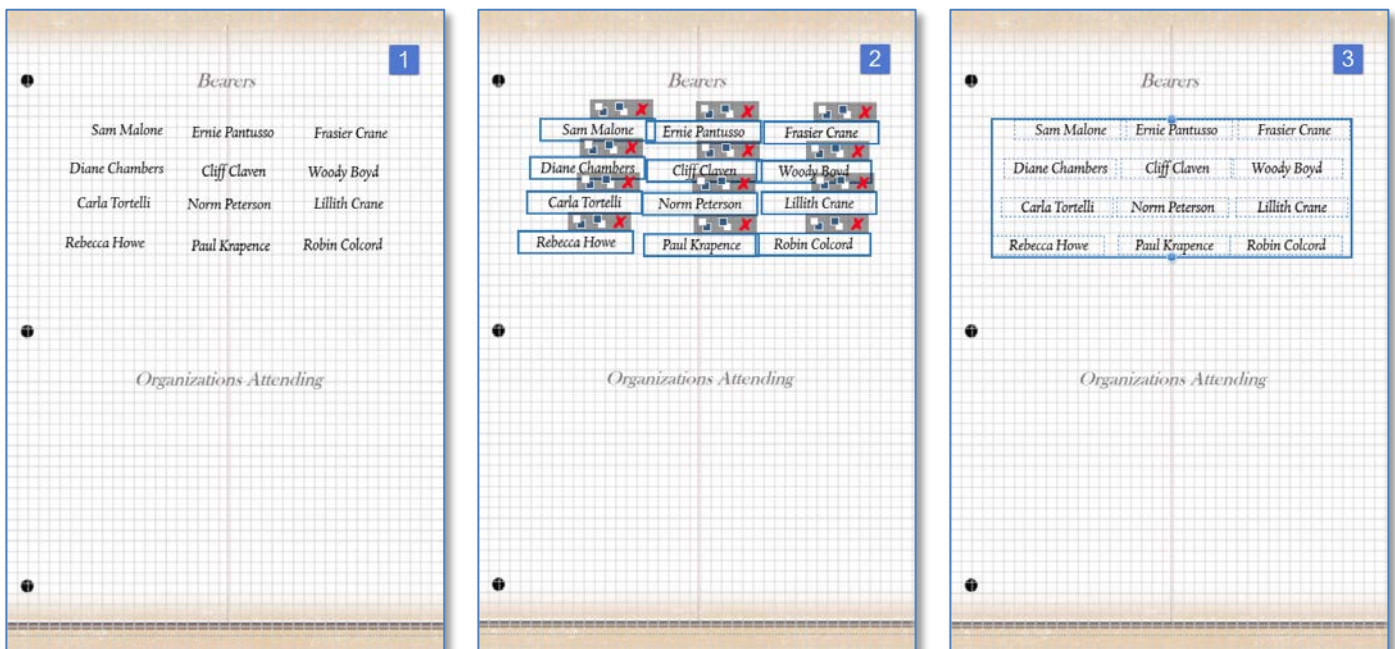 1
Bearers
Sam Malone Ernie Pantusso Frasier Crane
Diane Chambers Cliff Claven Woody Boyd
Carla Tortelli Norm Peterson Lillith Crane
Rebecca Howe Paul Krapence Robin Colcord
Organizations Attending
2
Bearers
Sam Malone Ernie Pantusso Frasier Crane
Diane Chambers Cliff Claven Woody Boyd
Carla Tortelli Norm Peterson Lillith Crane
Rebecca Howe Paul Krapence Robin Colcord
Organizations Attending
3
Bearers
Sam Malone Ernie Pantusso Frasier Crane
Diane Chambers Cliff Claven Woody Boyd
Carla Tortelli Norm Peterson Lillith Crane
Rebecca Howe Paul Krapence Robin Colcord
Organizations Attending